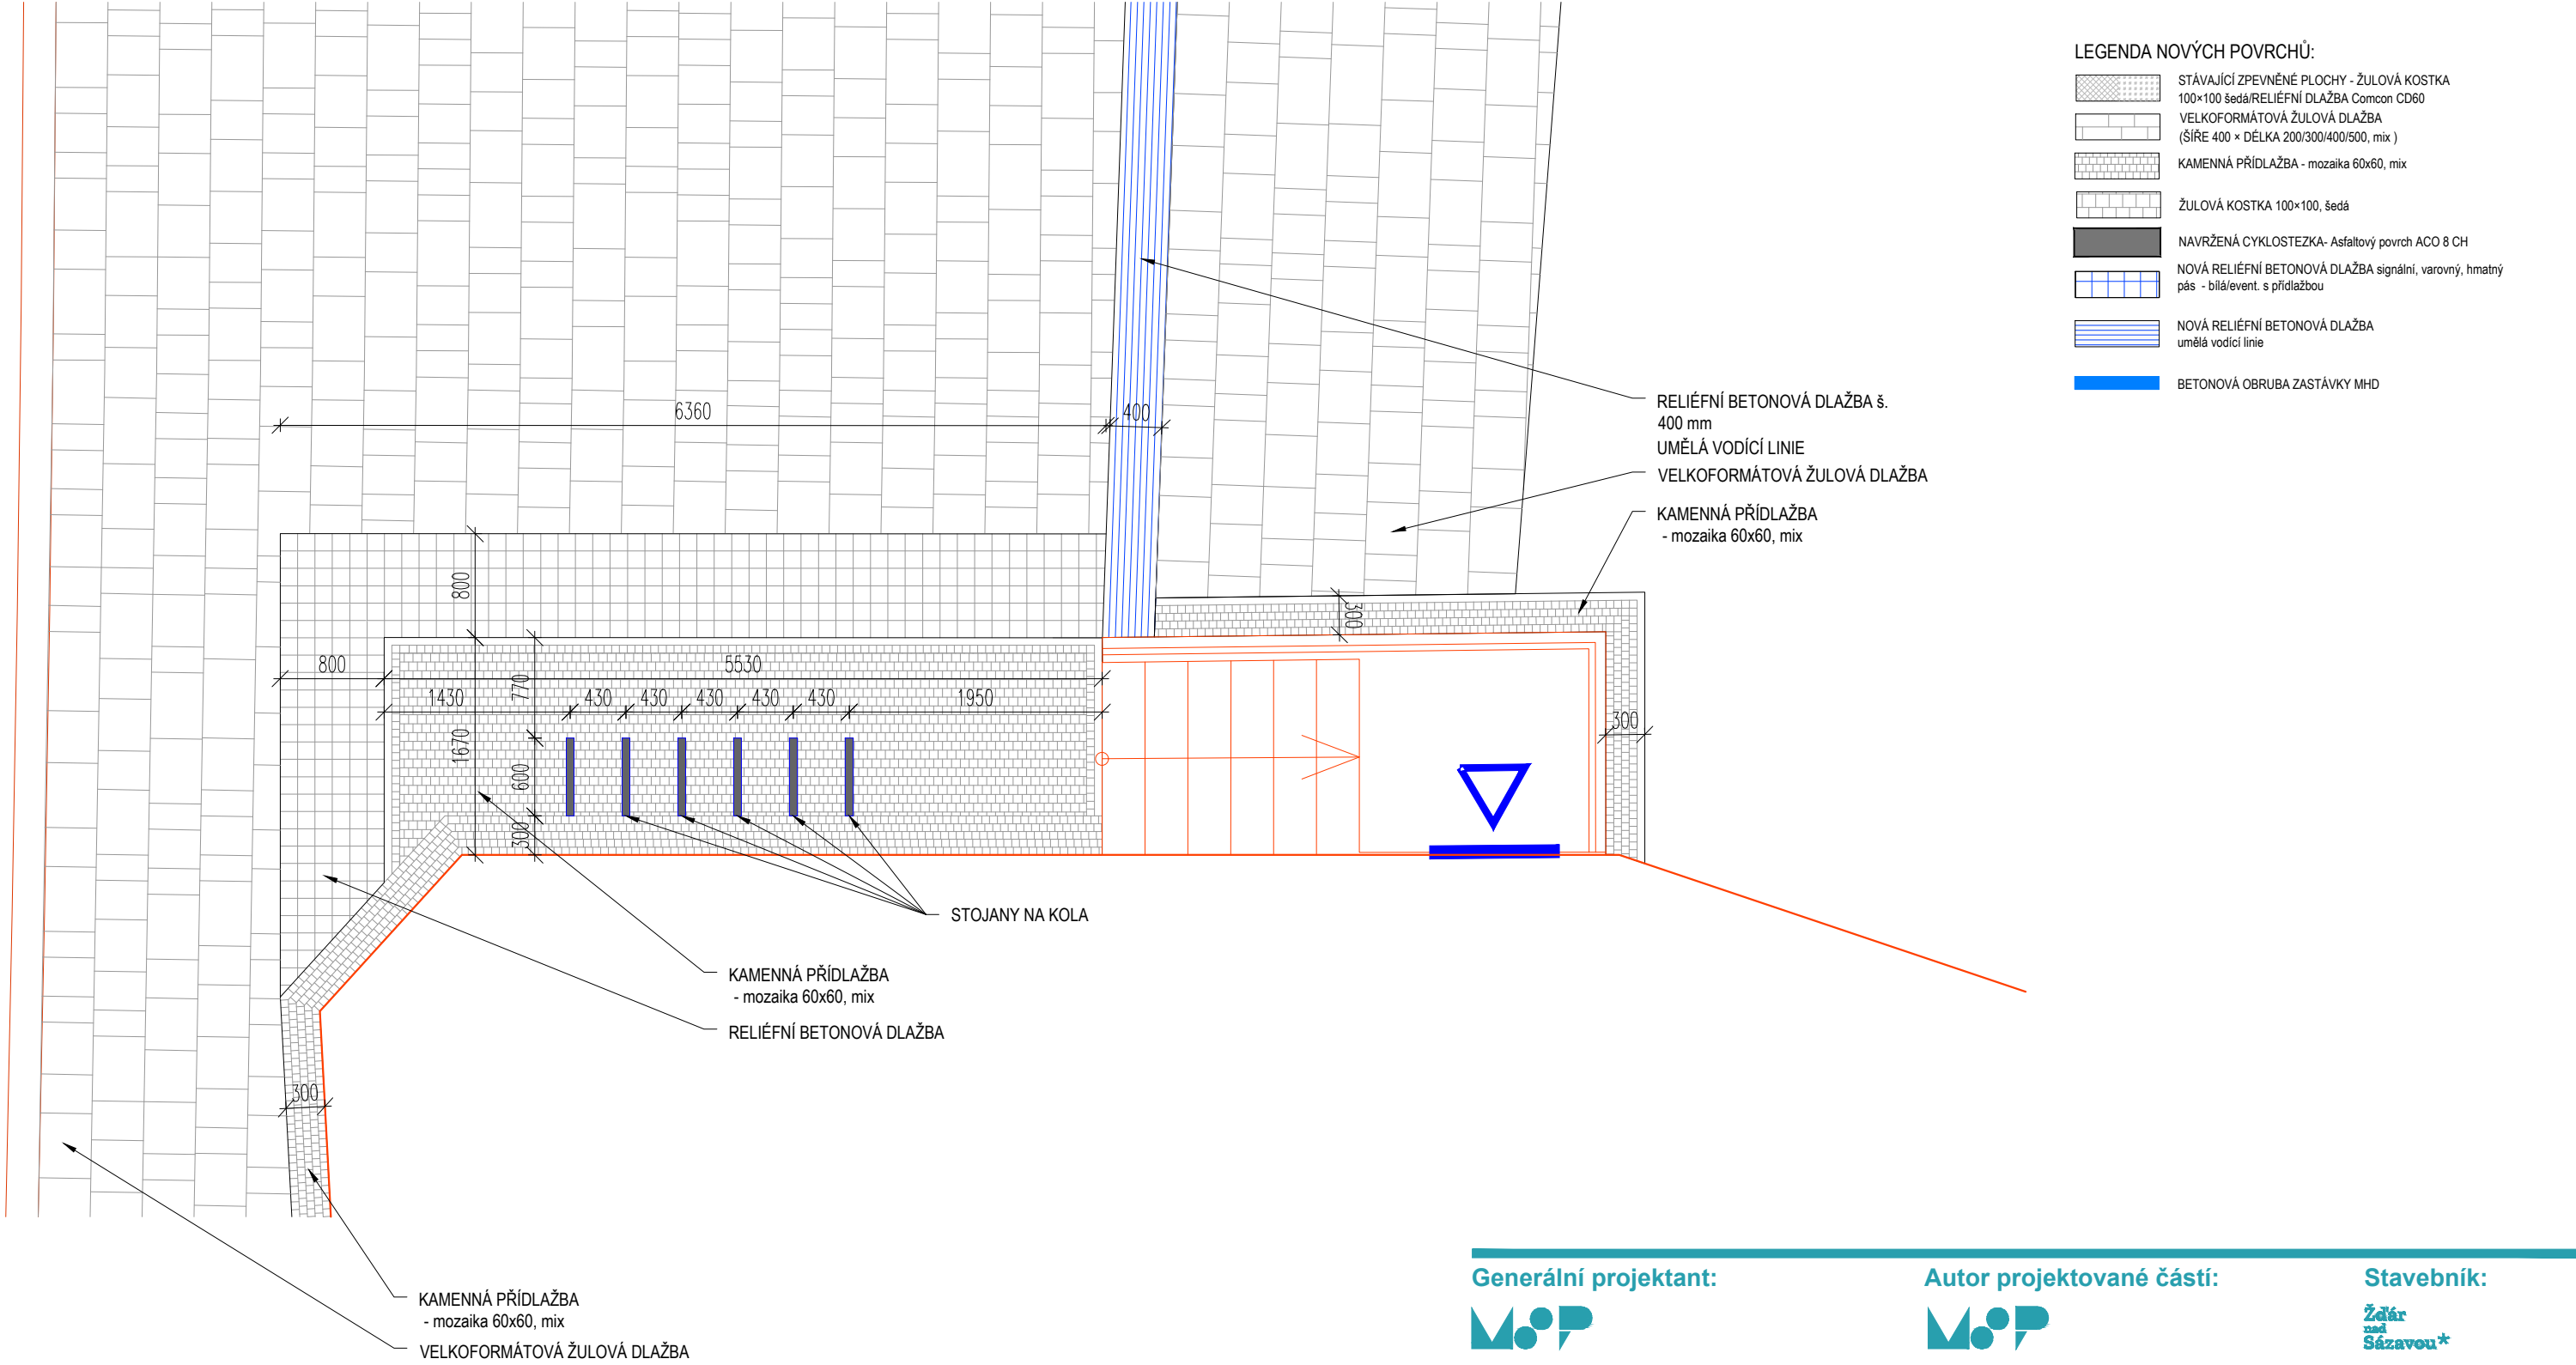 LEGENDA NOVÝCH POVRCHŮ:
STÁVAJÍCÍ ZPEVNĚNÉ PLOCHY - ŽULOVÁ KOSTKA
100×100 šedá/RELIÉFNÍ DLAŽBA Comcon CD60
VELKOFORMÁTOVÁ ŽULOVÁ DLAŽBA
(ŠÍŘE 400 × DÉLKA 200/300/400/500, mix )
KAMENNÁ PŘÍDLAŽBA - mozaika 60x60, mix
ŽULOVÁ KOSTKA 100×100, šedá
NAVRŽENÁ CYKLOSTEZKA- Asfaltový povrch ACO 8 CH
NOVÁ RELIÉFNÍ BETONOVÁ DLAŽBA signální, varovný, hmatný
pás - bílá/event. s přídlažbou
NOVÁ RELIÉFNÍ BETONOVÁ DLAŽBA
umělá vodící linie
BETONOVÁ OBRUBA ZASTÁVKY MHD
6360
400
RELIÉFNÍ BETONOVÁ DLAŽBA š.
400 mm
UMĚLÁ VODÍCÍ LINIE
VELKOFORMÁTOVÁ ŽULOVÁ DLAŽBA
KAMENNÁ PŘÍDLAŽBA
- mozaika 60x60, mix
800
300
800
5530
770
1430
430
430
430
430
430
1950
300
1670
600
300
STOJANY NA KOLA
KAMENNÁ PŘÍDLAŽBA
- mozaika 60x60, mix
RELIÉFNÍ BETONOVÁ DLAŽBA
300
KAMENNÁ PŘÍDLAŽBA
- mozaika 60x60, mix
VELKOFORMÁTOVÁ ŽULOVÁ DLAŽBA
Generální projektant:
MOOP
Autor projektované částí:
MOOP
Stavebník:
Žďár
nad
Sázavou*